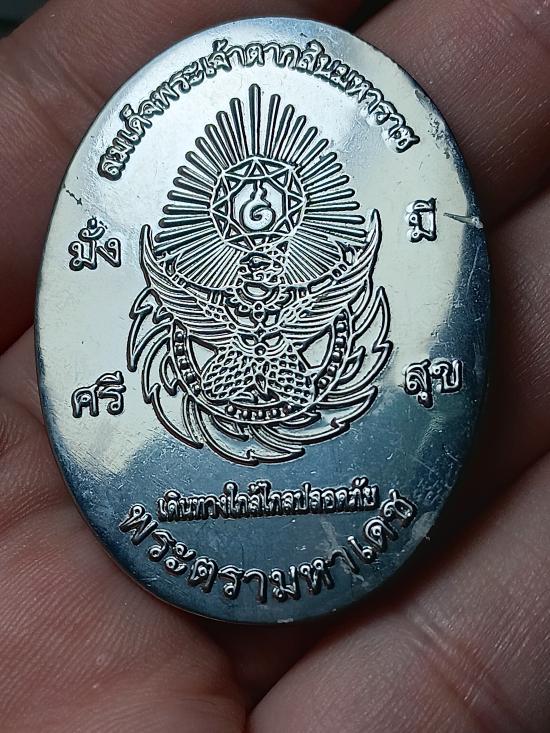 สมเด็จพระเจ้าตากสินมหาราช
มั่ง มี
ศรี สุข
เดินทางใกล้ไกลปลอดภัย
พระตรามหาเดช